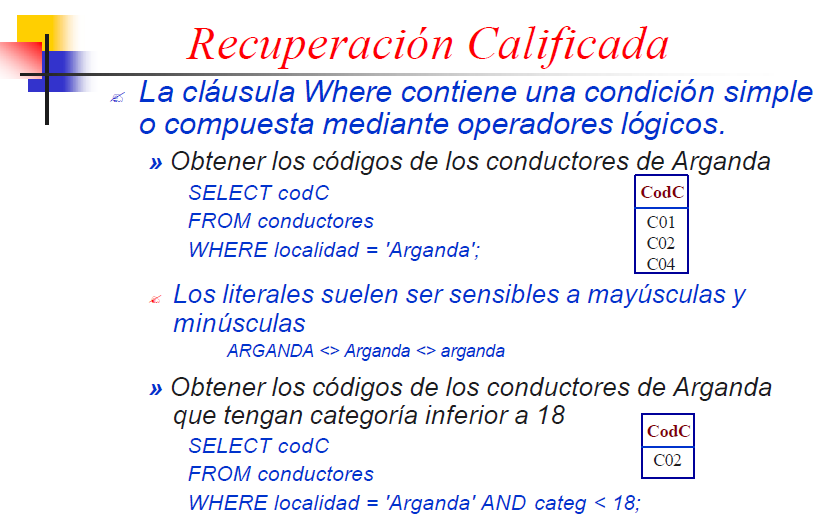 Recuperación Calificada
La cláusula Where contiene una condición simple
o compuesta mediante operadores lógicos.
» Obtener los códigos de los conductores de Arganda
SELECT codC
FROM conductores
WHERE localidad = 'Arganda';
CodC
C01
C02
C04
Los literales suelen ser sensibles a mayúsculas y
minúsculas
ARGANDA <> Arganda <> arganda
» Obtener los códigos de los conductores de Arganda
que tengan categoría inferior a 18
SELECT codC
FROM conductores
WHERE localidad = 'Arganda' AND categ < 18;
CodC
C02